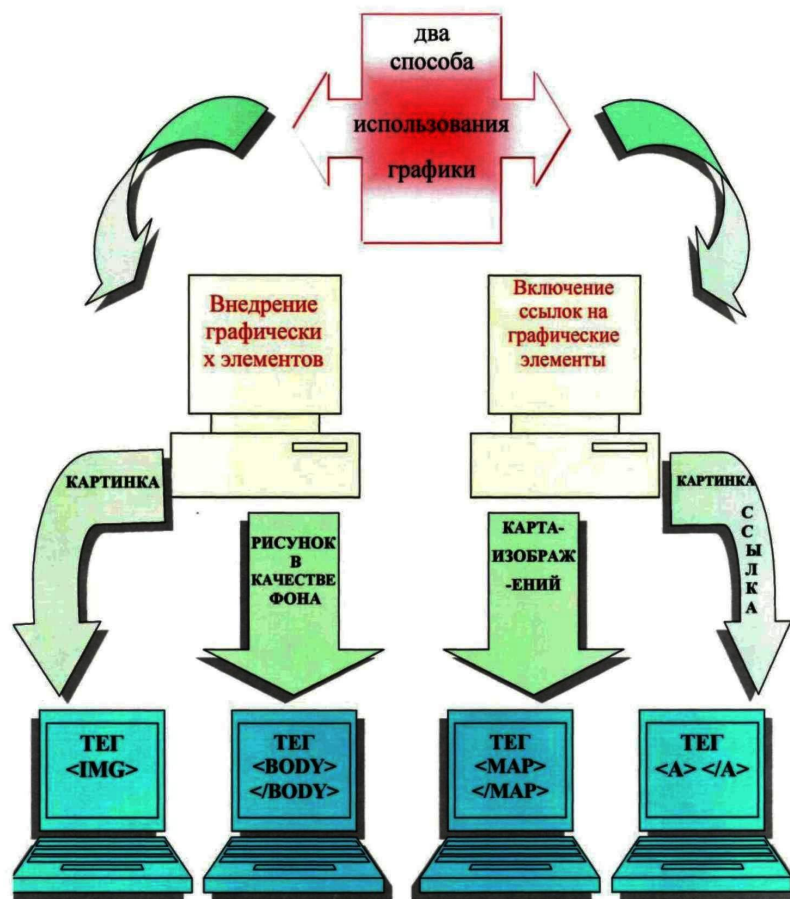 два
способа
использования
графики
Внедрение
графически
х элементов
Включение
ссылок на
графические
элементы
КАРТИНКА
РИСУНОК
В
КАЧЕСТВЕ
ФОНА
КАРТА-
ИЗОБРАЖ
-ЕНИЙ
КАРТИНКА
ССЫЛКА
ТЕГ
<IMG>
ТЕГ
<BODY>
</BODY>
ТЕГ
<MAP>
</MAP>
ТЕГ
<A> </A>